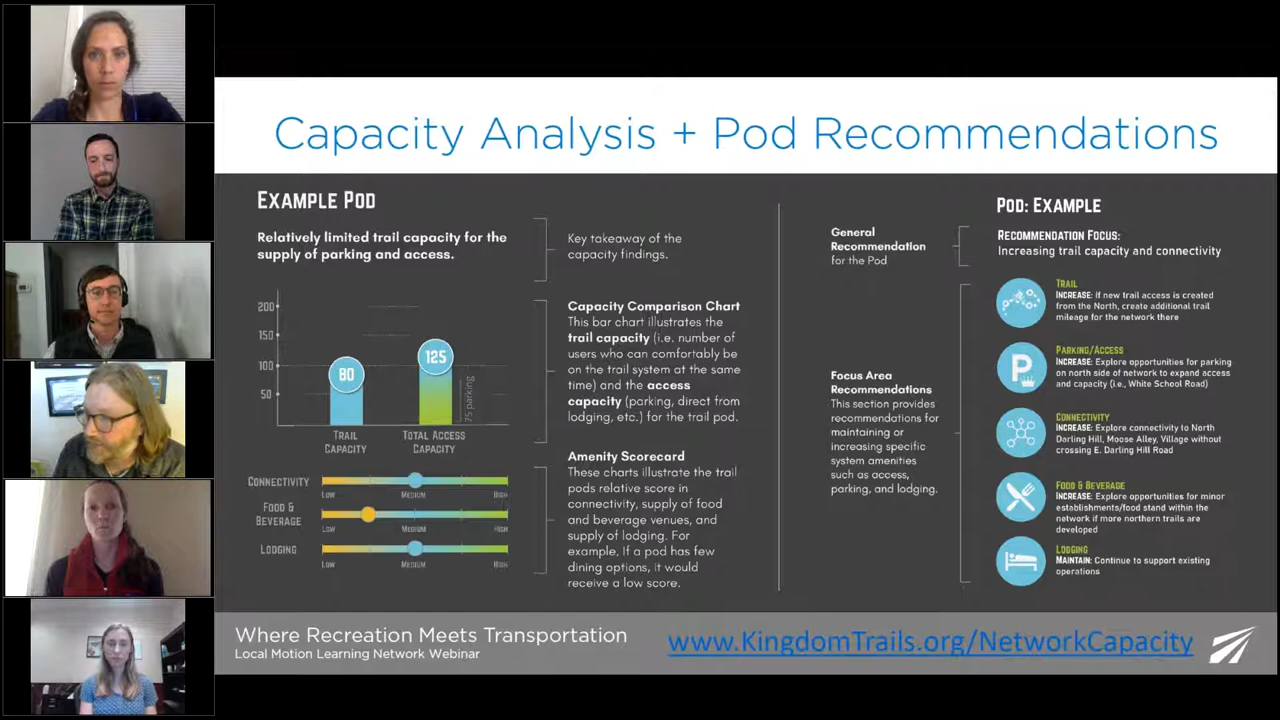 Capacity Analysis + Pod Recommendations
EXAMPLE POD
Relatively limited trail capacity for the
supply of parking and access.
200
150
100
50
80
125
75 parking
TRAIL
CAPACITY
TOTAL ACCESS
CAPACITY
CONNECTIVITY
LOW
MEDIUM
HIGH
FOOD &
BEVERAGE
LOW
MEDIUM
HIGH
LODGING
LOW
MEDIUM
HIGH
Key takeaway of the
capacity findings.
Capacity Comparison Chart
This bar chart illustrates the
trail capacity (i.e. number of
users who can comfortably be
on the trail system at the same
time) and the access
capacity (parking, direct from
lodging, etc.) for the trail pod.
Amenity Scorecard
These charts illustrate the trail
pods relative score in
connectivity, supply of food
and beverage venues, and
supply of lodging. For
example, If a pod has few
dining options, it would
receive a low score.
General
Recommendation
for the Pod
Focus Area
Recommendations
This section provides
recommendations for
maintaining or
increasing specific
system amenities
such as access,
parking, and lodging.
POD: EXAMPLE
RECOMMENDATION FOCUS:
Increasing trail capacity and connectivity
TRAIL
INCREASE: If new trail access is created
from the North, create additional trail
mileage for the network there
P
PARKING/ACCESS
INCREASE: Explore opportunities for parking
on north side of network to expand access
and capacity (i.e., White School Road)
CONNECTIVITY
INCREASE: Explore connectivity to North
Darling Hill, Moose Alley, Village without
crossing E. Darling Hill Road
FOOD & BEVERAGE
INCREASE: Explore opportunities for minor
establishments/food stand within the
network if more northern trails are
developed
LODGING
MAINTAIN: Continue to support existing
operations
Where Recreation Meets Transportation
Local Motion Learning Network Webinar
www.KingdomTrails.org/NetworkCapacity